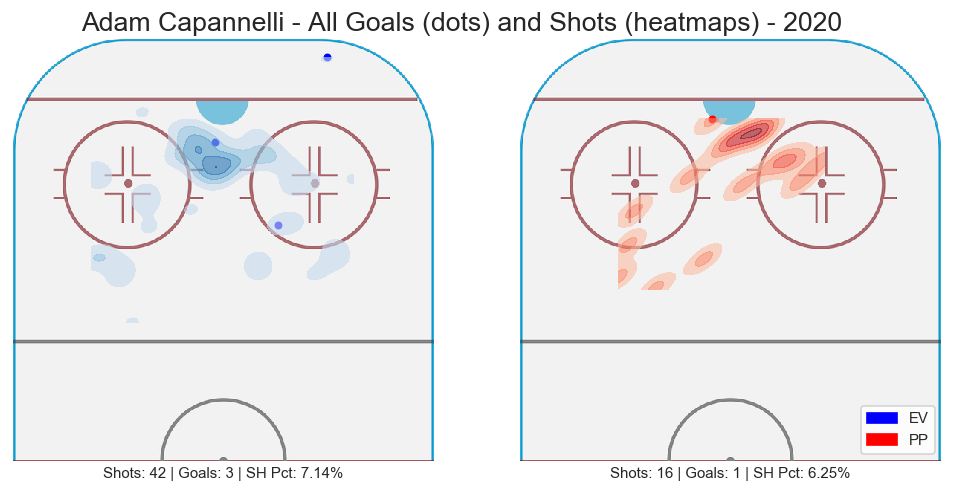 Adam Capannelli - All Goals (dots) and Shots (heatmaps) - 2020
EV
PP
Shots: 42 | Goals: 3 | SH Pct: 7.14%
Shots: 16 | Goals: 1 | SH Pct: 6.25%